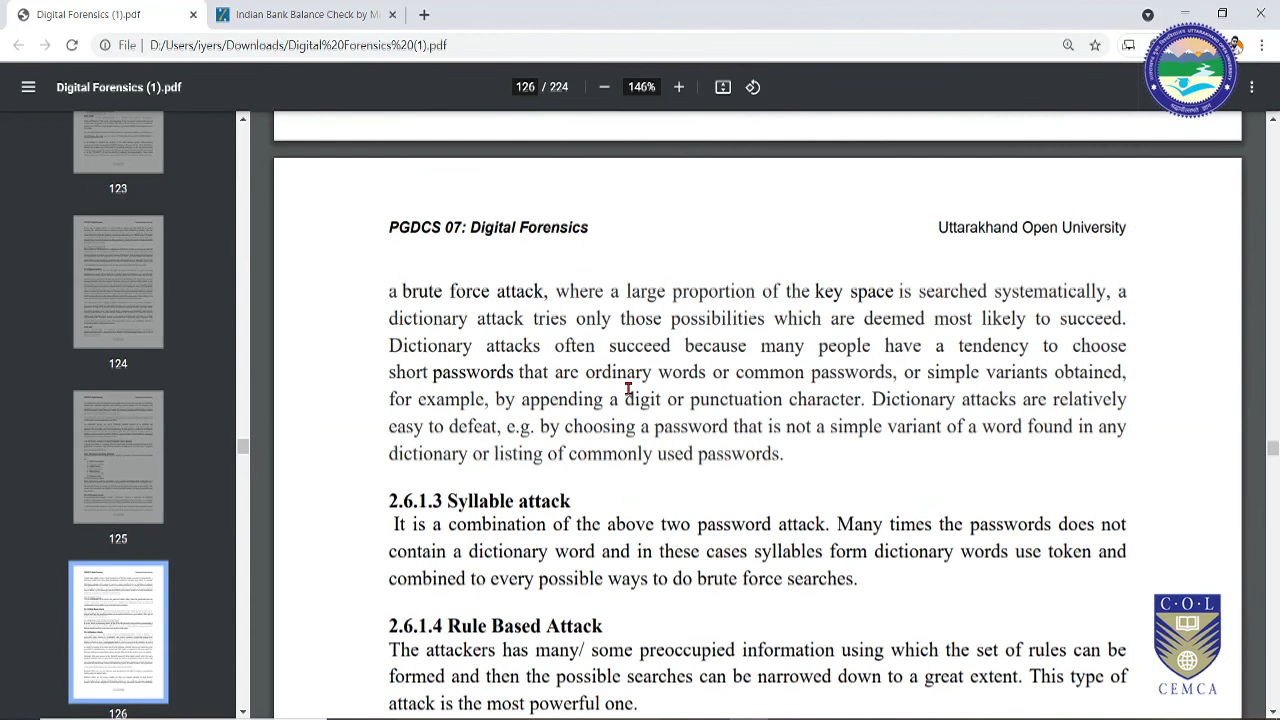 Digital Forensics (1).pdf
Indian Bank Balance Check by M
File
D:/Users/iyers/Downloads/Digital%20Forensics%20(1).pdf
Digital Forensics (1).pdf
126 / 224
146%
123
124
125
126
PGDCS 07: Digital Forensics
Uttarakhand Open University
a brute force attack, where a large proportion of the key space is searched systematically, a
dictionary attack tries only those possibilities which are deemed most likely to succeed.
Dictionary attacks often succeed because many people have a tendency to choose
short passwords that are ordinary words or common passwords, or simple variants obtained,
for example, by appending a digit or punctuation character. Dictionary attacks are relatively
easy to defeat, e.g. by choosing a password that is not a simple variant of a word found in any
dictionary or listing of commonly used passwords.
2.6.1.3 Syllable attack
It is a combination of the above two password attack. Many times the passwords does not
contain a dictionary word and in these cases syllables form dictionary words use token and
combined to every possible ways to do brute force searches.
2.6.1.4 Rule Based Attack
The attacker has many some preoccupied information using which the set of rules can be
formed and then the possible searches can be narrowed down to a great extent. This type of
attack is the most powerful one.
C·O·L
CEMCA